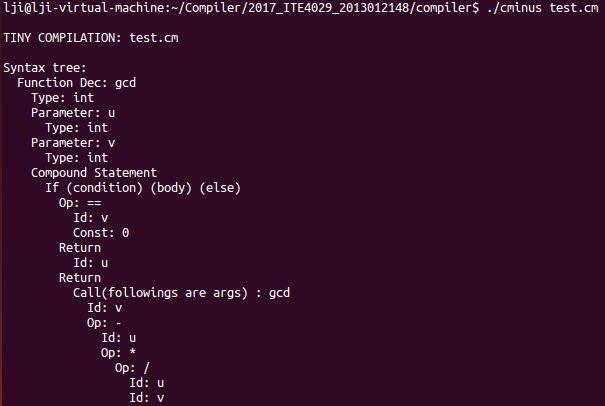 lji@lji-virtual-machine:~/Compiler/2017_ITE4029_2013012148/compiler$ ./cminus test.cm
TINY COMPILATION: test.cm
Syntax tree:
Function Dec: gcd
Type: int
Parameter: u
Type: int
Parameter: v
Type: int
Compound Statement
If (condition) (body) (else)
Op: ==
Id: v
Const: 0
Return
Id: u
Return
Call(followings are args) : gcd
Id: v
Op: -
Id: u
Op: *
Op: /
Id: u
Id: v